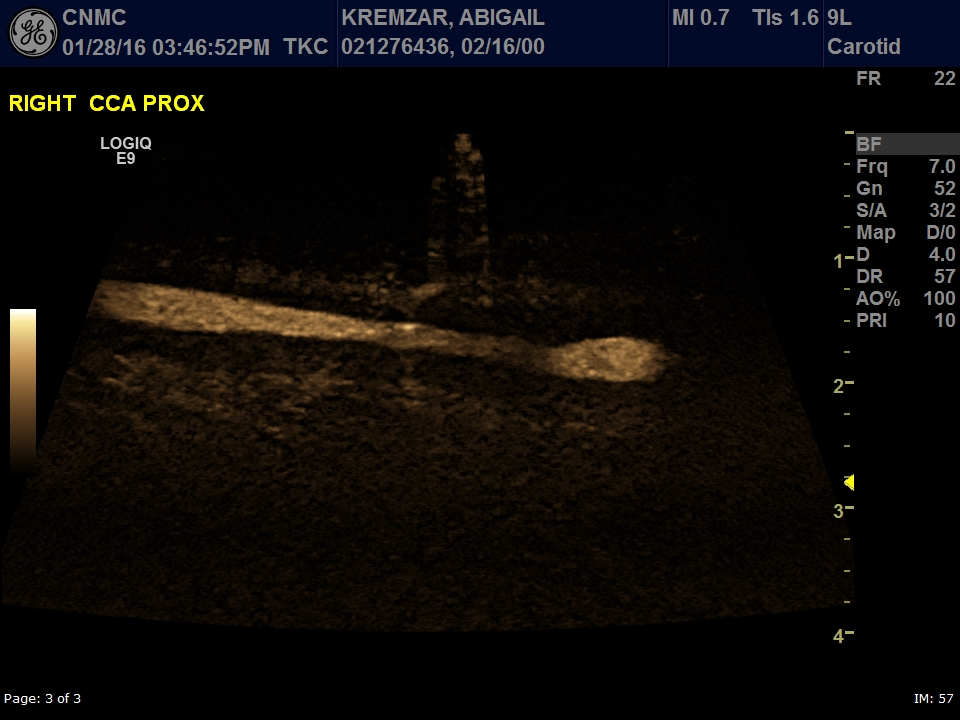 CNMC
01/28/16 03:46:52PM TKC
KREMZAR, ABIGAIL
021276436, 02/16/00
MI 0.7 TIs 1.6
9L
Carotid
FR 22
RIGHT CCA PROX
LOGIQ
E9
BF
Frq 7.0
Gn 52
S/A 3/2
Map D/0
D 4.0
DR 57
AO% 100
PRI 10
1
2
3
4
Page: 3 of 3
IM: 57